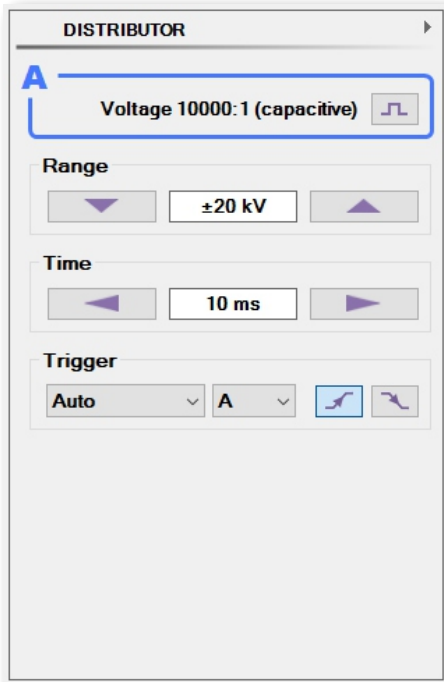 DISTRIBUTOR
A
Voltage 10000:1 (capacitive)
Range
±20 kV
Time
10 ms
Trigger
Auto A